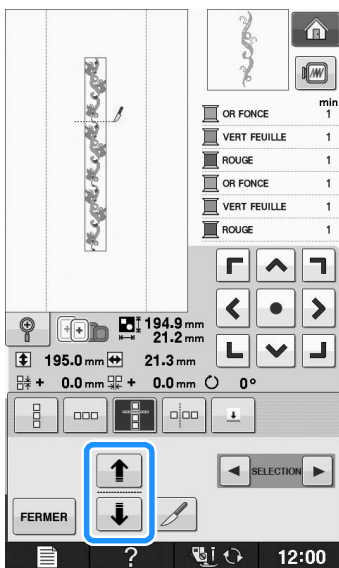 min
OR FONCE 1
VERT FEUILLE 1
ROUGE 1
OR FONCE 1
VERT FEUILLE 1
ROUGE 1
194.9 mm
21.2 mm
195.0 mm 21.3 mm
+ 0.0 mm + 0.0 mm 0°
SELECTION
FERMER
? 12:00